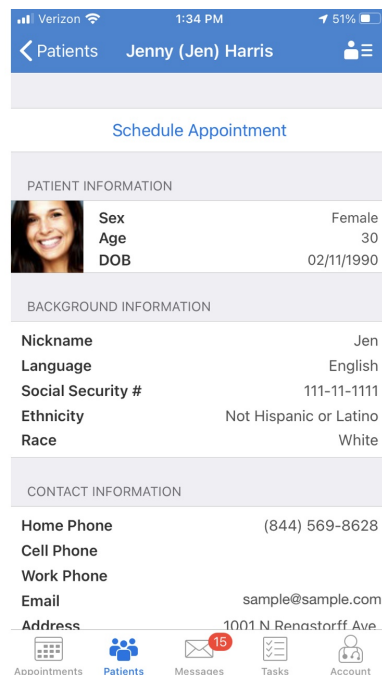 Verizon 1:34 PM 51%
Patients Jenny (Jen) Harris
Schedule Appointment
PATIENT INFORMATION
Sex Female
Age 30
DOB 02/11/1990
BACKGROUND INFORMATION
Nickname Jen
Language English
Social Security # 111-11-1111
Ethnicity Not Hispanic or Latino
Race White
CONTACT INFORMATION
Home Phone (844) 569-8628
Cell Phone
Work Phone
Email sample@sample.com
Address 1001 N Rengstorff Ave
15
Appointments Patients Messages Tasks Account